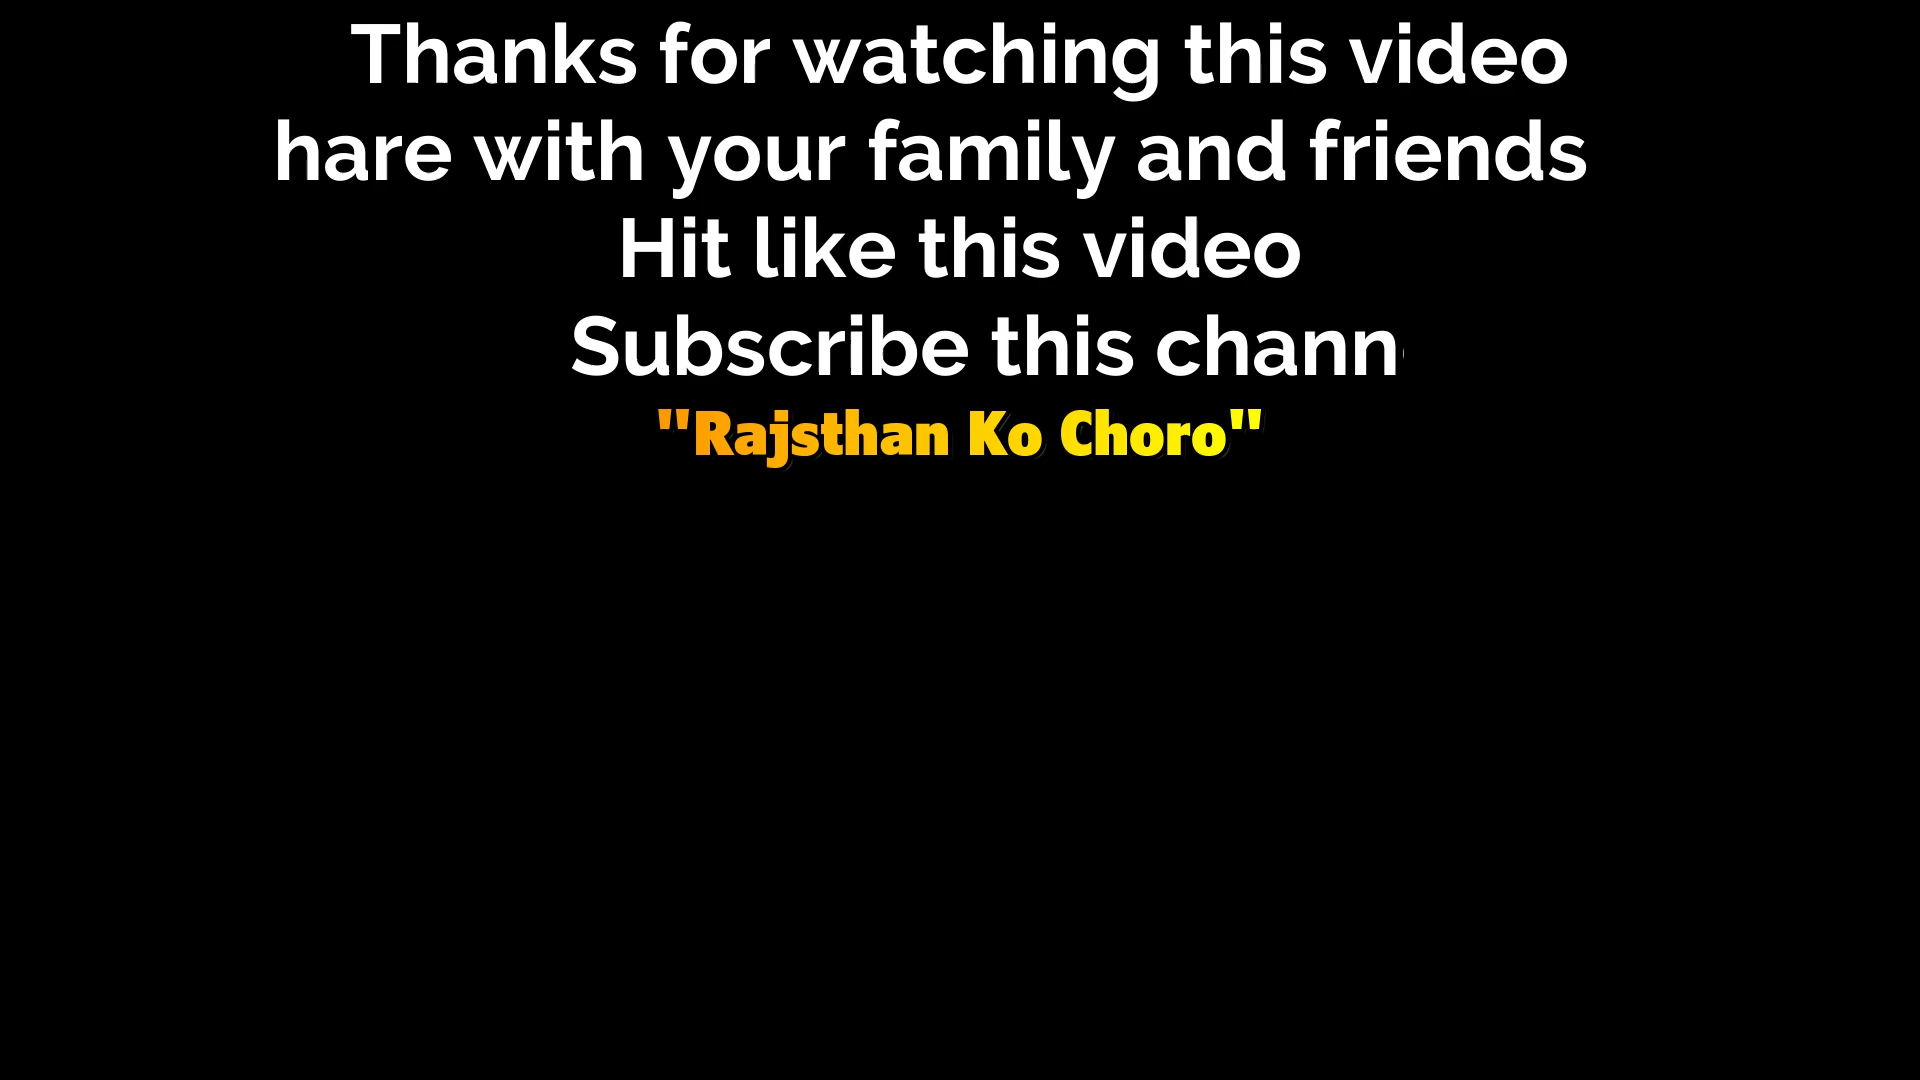 Thanks for watching this video
hare with your family and friends
Hit like this video
Subscribe this chann
"Rajsthan Ko Choro"